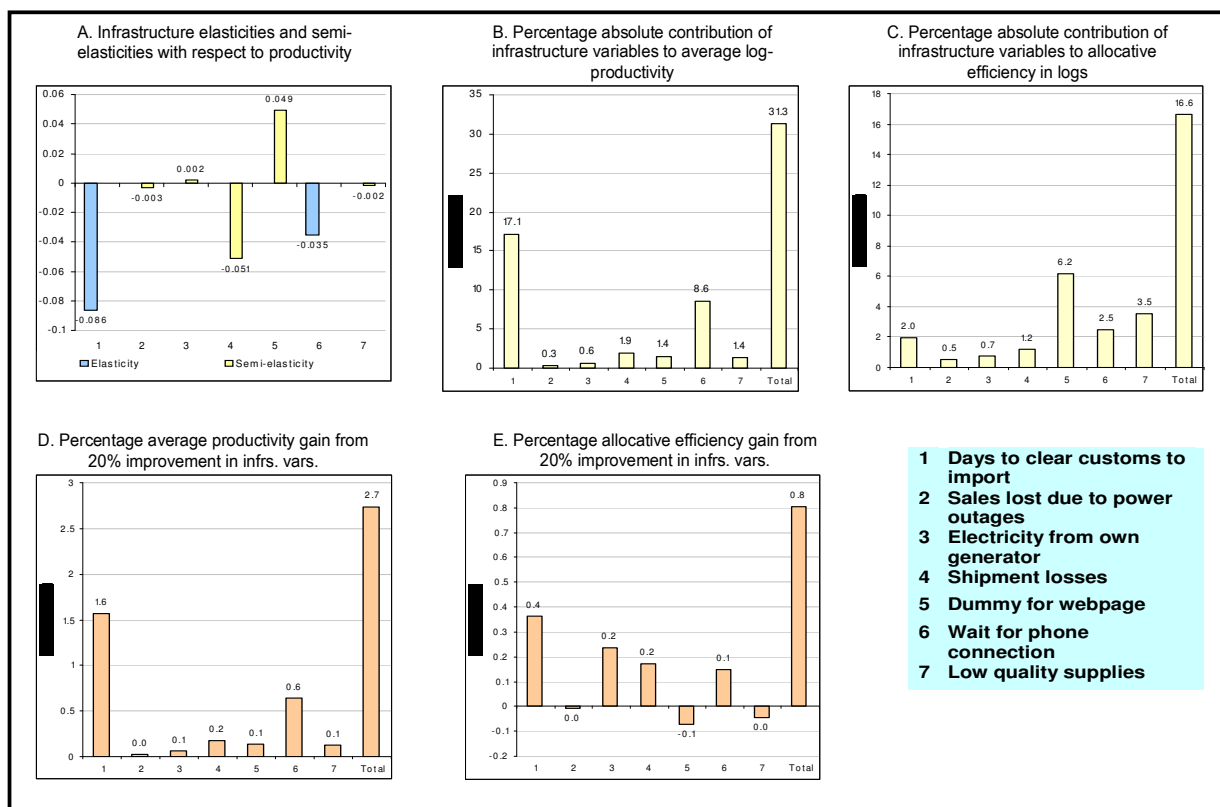 A. Infrastructure elasticities and semi-
elasticities with respect to productivity
0.06
0.04
0.02
0
-0.02
-0.04
-0.06
-0.08
-0.1
-0.086
-0.003
0.002
-0.051
0.049
-0.035
-0.002
1 2 3 4 5 6 7
Elasticity Semi-elasticity
B. Percentage absolute contribution of
infrastructure variables to average log-
productivity
35
30
25
20
15
10
5
0
17.1
0.3
0.6
1.9
1.4
8.6
1.4
31.3
1 2 3 4 5 6 7 Total
C. Percentage absolute contribution of
infrastructure variables to allocative
efficiency in logs
18
16
14
12
10
8
6
4
2
0
2.0
0.5
0.7
1.2
6.2
2.5
3.5
16.6
1 2 3 4 5 6 7 Total
D. Percentage average productivity gain from
20% improvement in infrs. vars.
3
2.5
2
1.5
1
0.5
0
1.6
0.0
0.1
0.2
0.1
0.6
0.1
2.7
1 2 3 4 5 6 7 Total
E. Percentage allocative efficiency gain from
20% improvement in infrs. vars.
0.9
0.8
0.7
0.6
0.5
0.4
0.3
0.2
0.1
0
-0.1
-0.2
0.4
0.0
0.2
0.2
-0.1
0.1
0.0
0.8
1 2 3 4 5 6 7 Total
1 Days to clear customs to
import
2 Sales lost due to power
outages
3 Electricity from own
generator
4 Shipment losses
5 Dummy for webpage
6 Wait for phone
connection
7 Low quality supplies